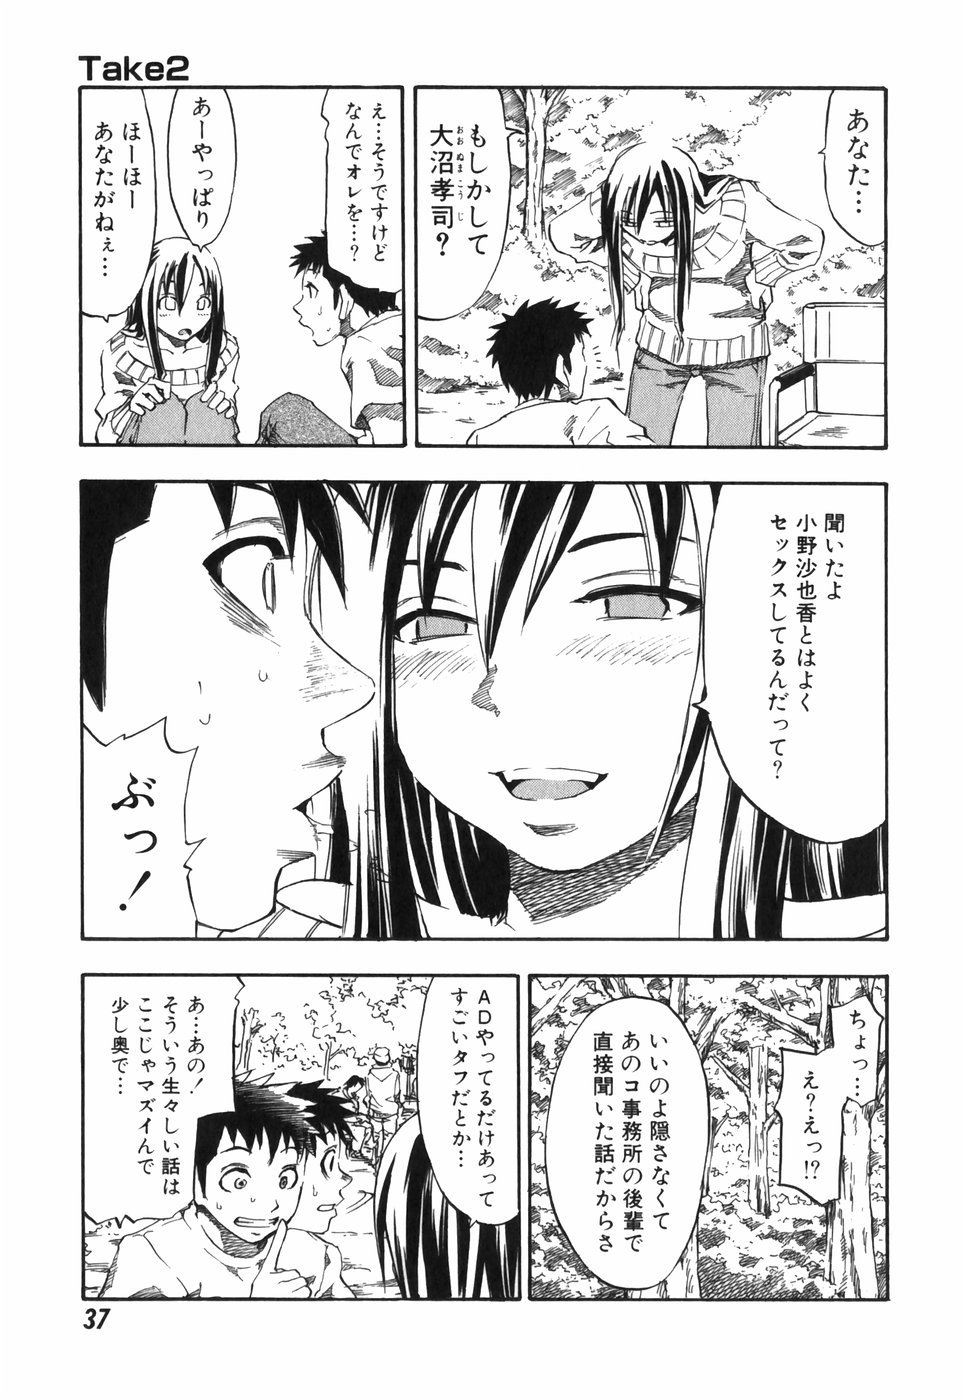 Take2
あなた…
もしかして
大沼孝司?
おおぬまこうじ
え…そうですけど
なんでオレを…?
あーやっぱり
ほーほー
あなたがねぇ…
聞いたよ
小野沙也香とはよく
セックスしてるんだって?
ぶっ!
ちょっ…
え?えっ!?
いいのよ隠さなくて
あのコ事務所の後輩で
直接聞いた話だからさ
ADやってるだけあって
すごいタフだとか…
あ…あの!
そういう生々しい話は
ここじゃマズイんで
少し奥で…
37